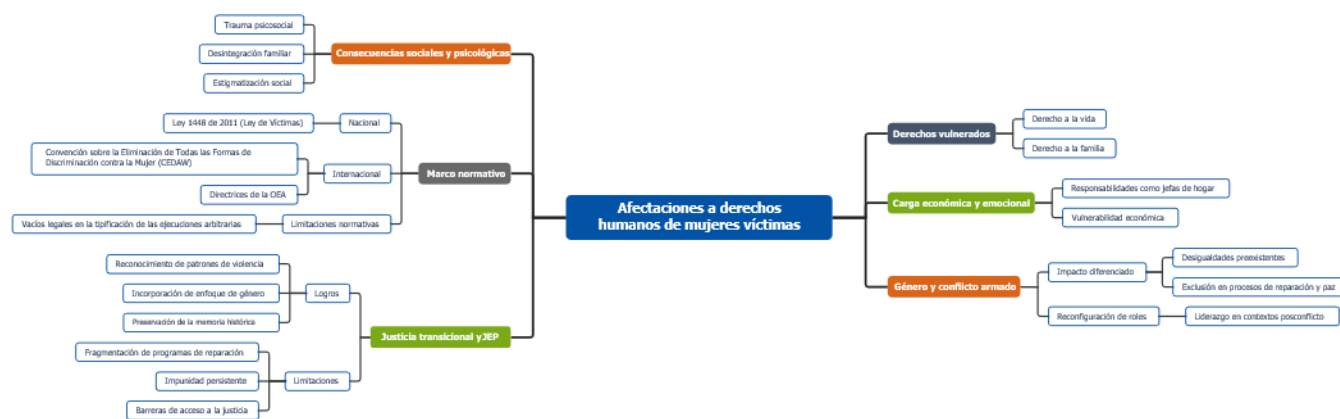 Afectaciones a derechos
humanos de mujeres víctimas
Consecuencias sociales y psicológicas
Trauma psicosocial
Desintegración familiar
Estigmatización social
Marco normativo
Nacional
Ley 1448 de 2011 (Ley de Víctimas)
Internacional
Convención sobre la Eliminación de Todas las Formas de
Discriminación contra la Mujer (CEDAW)
Directrices de la OEA
Limitaciones normativas
Vacíos legales en la tipificación de las ejecuciones arbitrarias
Justicia transicional yJEP
Logros
Reconocimiento de patrones de violencia
Incorporación de enfoque de género
Preservación de la memoria histórica
Limitaciones
Fragmentación de programas de reparación
Impunidad persistente
Barreras de acceso a la justicia
Derechos vulnerados
Derecho a la vida
Derecho a la familia
Carga económica y emocional
Responsabilidades como jefas de hogar
Vulnerabilidad económica
Género y conflicto armado
Impacto diferenciado
Desigualdades preexistentes
Exclusión en procesos de reparación y paz
Reconfiguración de roles
Liderazgo en contextos posconflicto